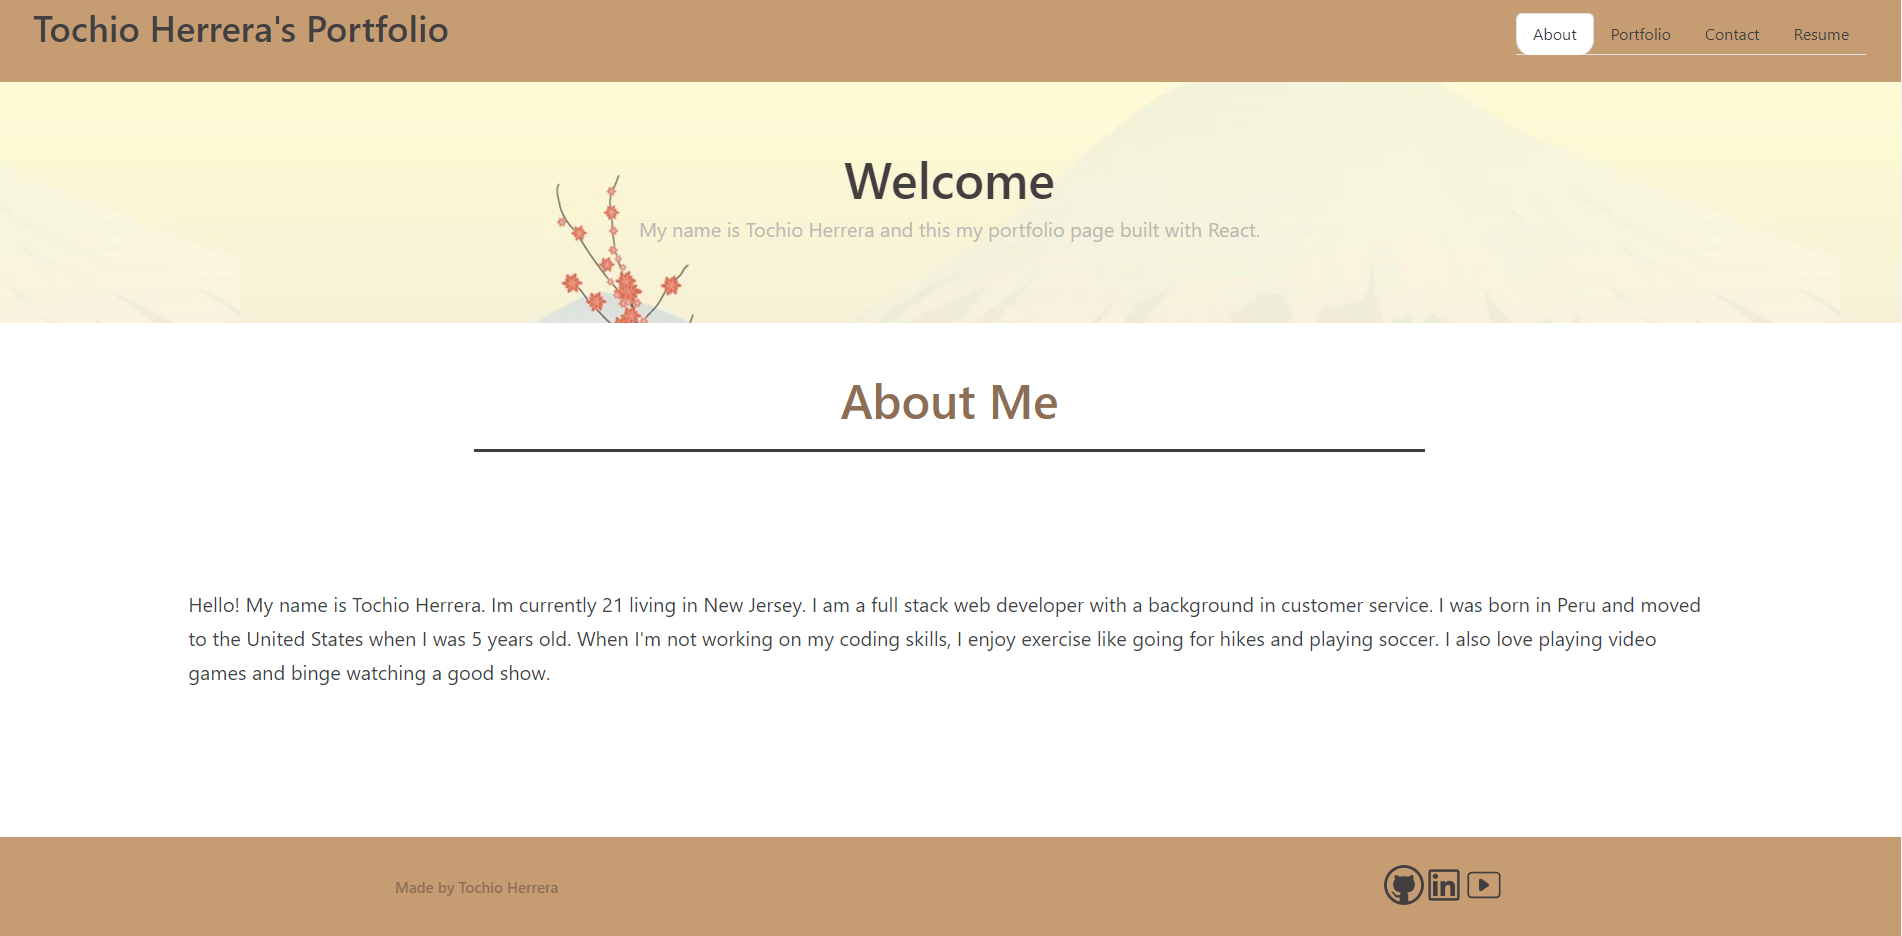 Tochio Herrera's Portfolio
About Portfolio Contact Resume
Welcome
My name is Tochio Herrera and this my portfolio page built with React.
About Me
Hello! My name is Tochio Herrera. Im currently 21 living in New Jersey. I am a full stack web developer with a background in customer service. I was born in Peru and moved
to the United States when I was 5 years old. When I'm not working on my coding skills, I enjoy exercise like going for hikes and playing soccer. I also love playing video
games and binge watching a good show.
Made by Tochio Herrera
in